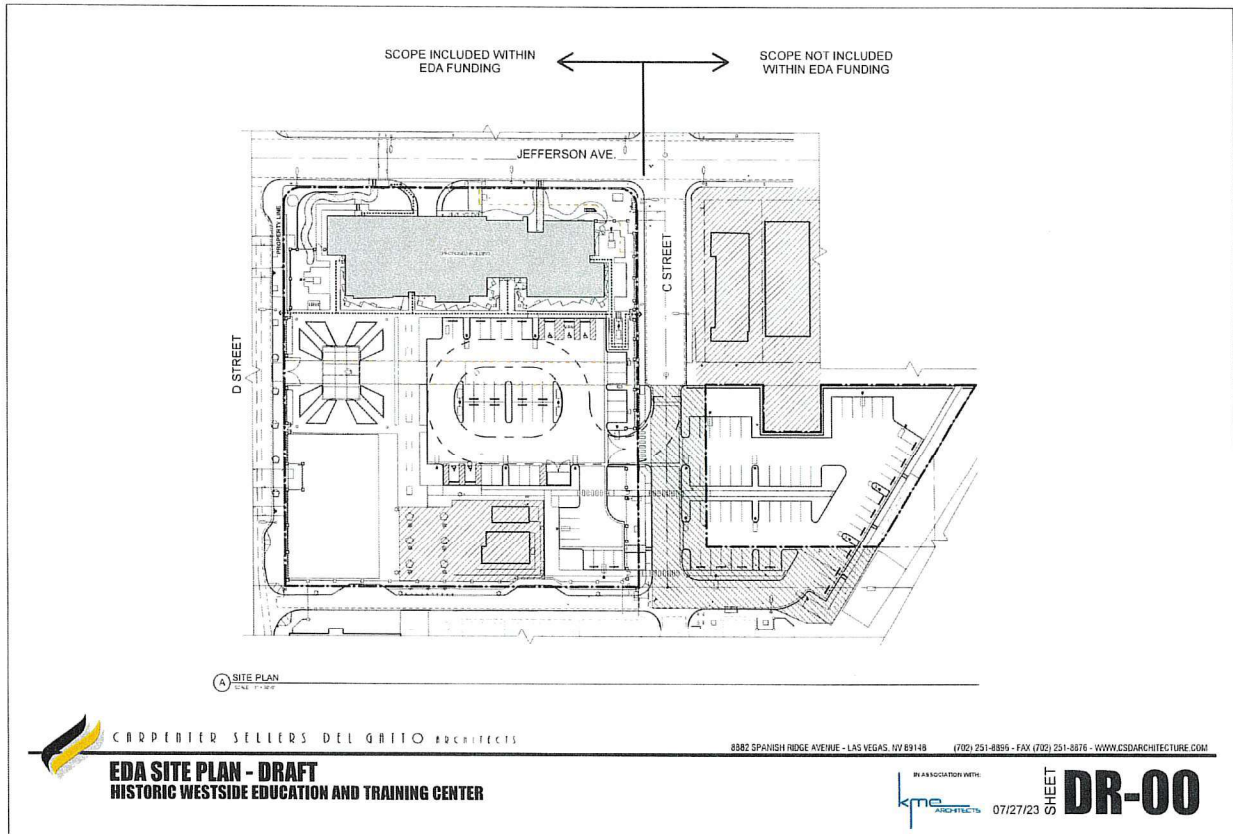 SCOPE INCLUDED WITHIN
EDA FUNDING
SCOPE NOT INCLUDED
WITHIN EDA FUNDING
JEFFERSON AVE.
PROPERTY LINE
C STREET
D STREET
A SITE PLAN
CARPENTER SELLERS DEL GATTO ARCHITECTS
8882 SPANISH RIDGE AVENUE - LAS VEGAS, NV 89148 (702) 251-8896 - FAX (702) 251-8876 - WWW.CSDARCHITECTURE.COM
EDA SITE PLAN - DRAFT
HISTORIC WESTSIDE EDUCATION AND TRAINING CENTER
IN ASSOCIATION WITH:
kme ARCHITECTS
07/27/23
SHEET
DR-00